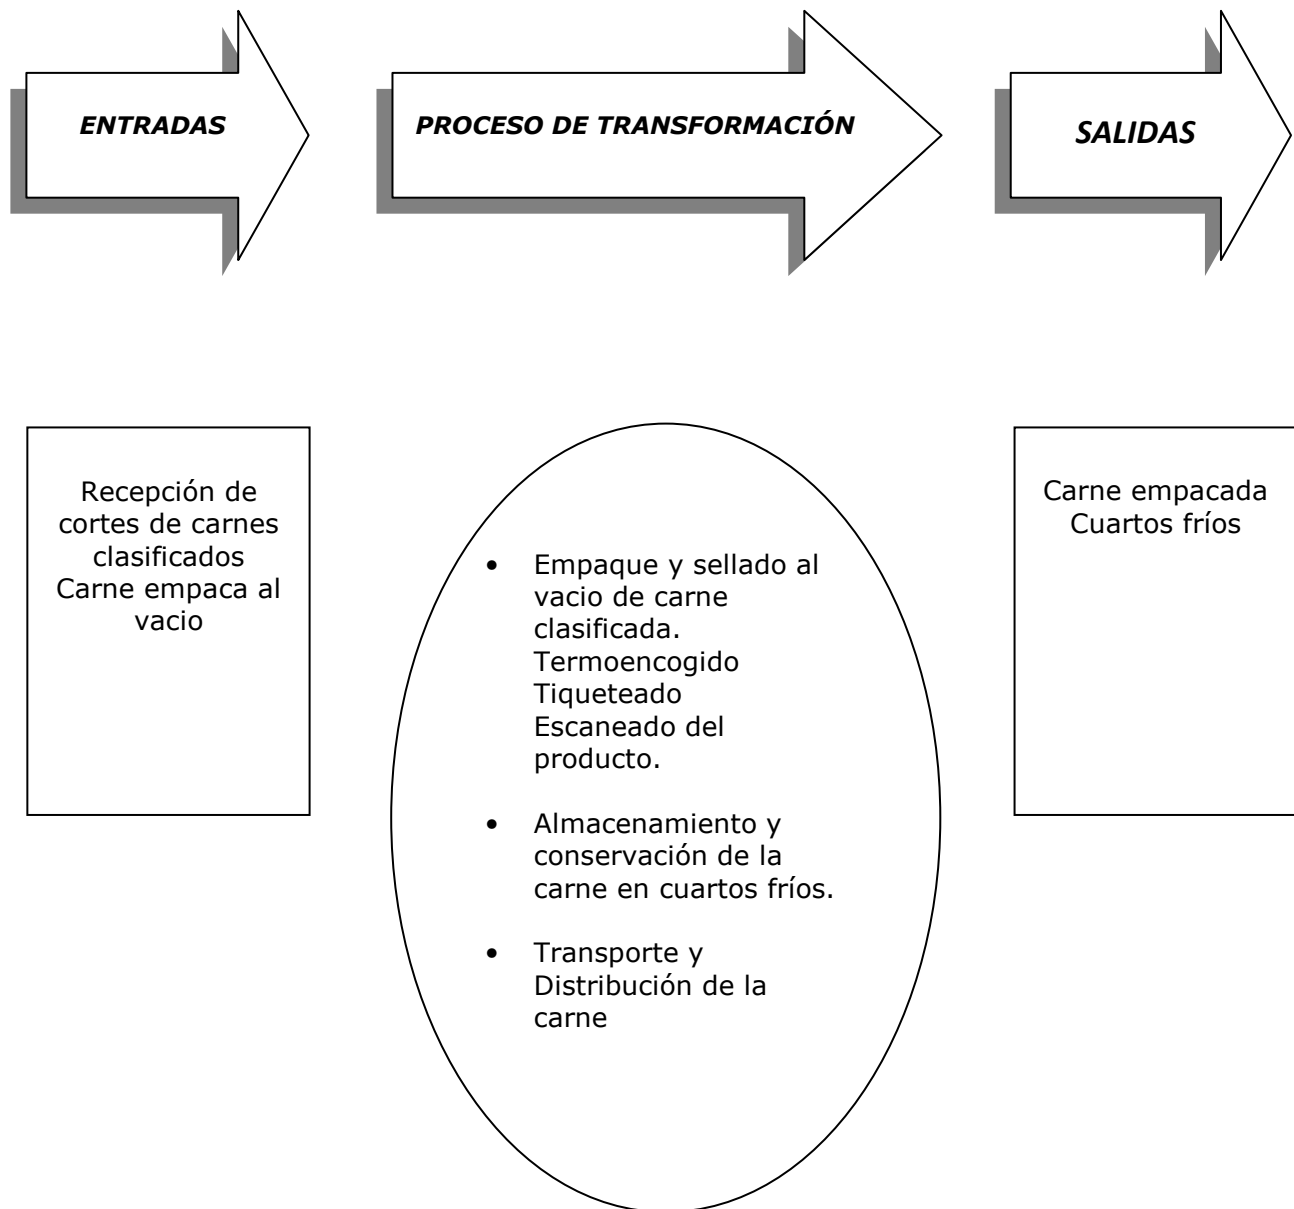 ENTRADAS
PROCESO DE TRANSFORMACIÓN
SALIDAS
Recepción de
cortes de carnes
clasificados
Carne empaca al
vacio
• Empaque y sellado al
vacio de carne
clasificada.
Termoencogido
Tiqueteado
Escaneado del
producto.
• Almacenamiento y
conservación de la
carne en cuartos fríos.
• Transporte y
Distribución de la
carne
Carne empacada
Cuartos fríos